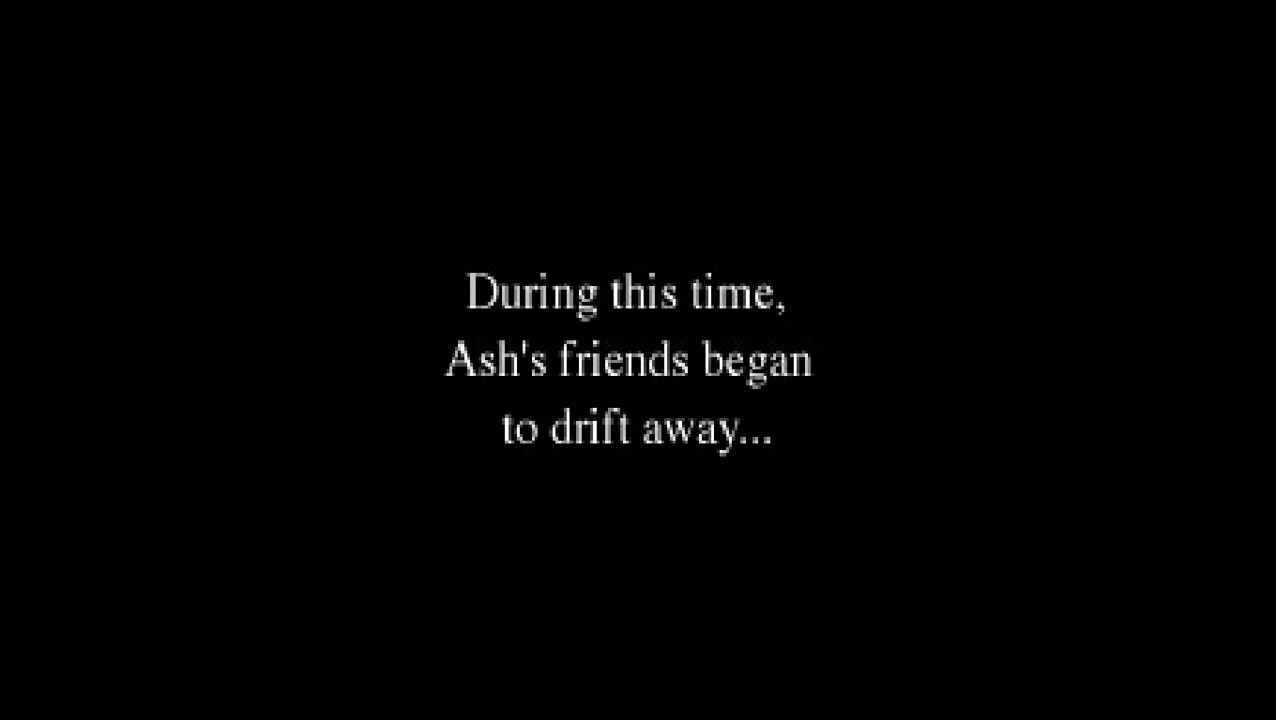 During this time,
Ash's friends began
to drift away...